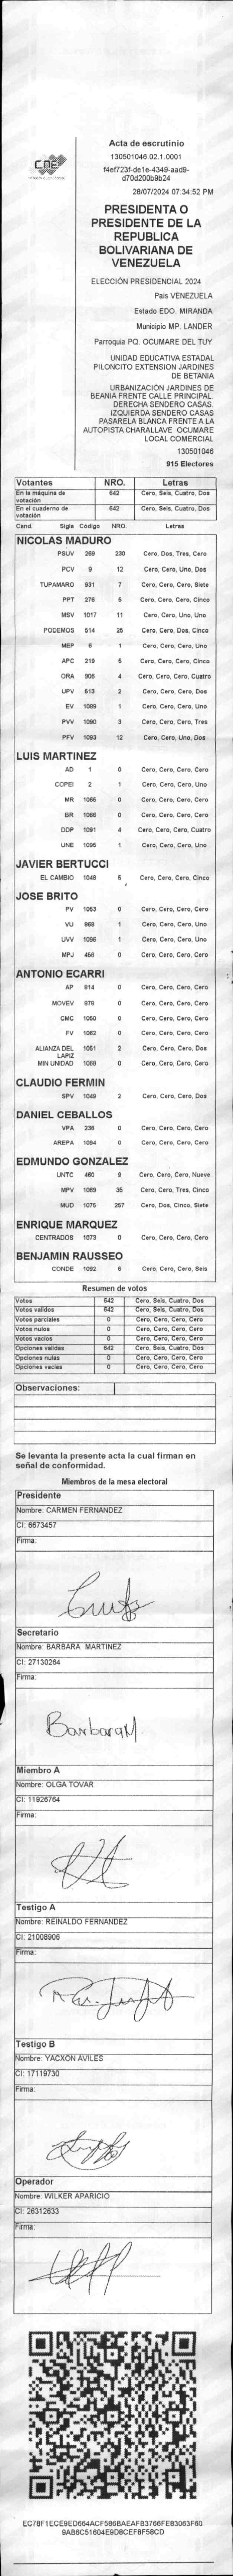 CNE
Acta de escrutinio
130501046.02.1.0001
f4ef723f-de1e-4349-aad9-
d70d200b9b24
28/07/2024 07:34:52 PM
PRESIDENTA O
PRESIDENTE DE LA
REPUBLICA
BOLIVARIANA DE
VENEZUELA
ELECCIÓN PRESIDENCIAL 2024
Pais VENEZUELA
Estado EDO. MIRANDA
Municipio MP. LANDER
Parroquia PQ. OCUMARE DEL TUY
UNIDAD EDUCATIVA ESTADAL
PILONCITO EXTENSION JARDINES
DE BETANIA
URBANIZACIÓN JARDINES DE
BEANIA FRENTE CALLE PRINCIPAL.
DERECHA SENDERO CASAS.
IZQUIERDA SENDERO CASAS
PASARELA BLANCA FRENTE A LA
AUTOPISTA CHARALLAVE OCUMARE
LOCAL COMERCIAL
130501046
915 Electores
Votantes NRO. Letras
En la máquina de votación 642 Cero, Seis, Cuatro, Dos
En el cuaderno de votación 642 Cero, Seis, Cuatro, Dos
Cand. Sigla Código NRO. Letras
NICOLAS MADURO
PSUV 269 230 Cero, Dos, Tres, Cero
PCV 9 12 Cero, Cero, Uno, Dos
TUPAMARO 931 7 Cero, Cero, Cero, Siete
PPT 276 5 Cero, Cero, Cero, Cinco
MSV 1017 11 Cero, Cero, Uno, Uno
PODEMOS 514 25 Cero, Cero, Dos, Cinco
MEP 6 1 Cero, Cero, Cero, Uno
APC 219 5 Cero, Cero, Cero, Cinco
ORA 905 4 Cero, Cero, Cero, Cuatro
UPV 613 2 Cero, Cero, Cero, Dos
EV 1089 1 Cero, Cero, Cero, Uno
PVV 1090 3 Cero, Cero, Cero, Tres
PFV 1093 12 Cero, Cero, Uno, Dos
LUIS MARTINEZ
AD 1 0 Cero, Cero, Cero, Cero
COPEI 2 1 Cero, Cero, Cero, Uno
MR 1065 0 Cero, Cero, Cero, Cero
BR 1066 0 Cero, Cero, Cero, Cero
DDP 1091 4 Cero, Cero, Cero, Cuatro
UNE 1095 1 Cero, Cero, Cero, Uno
JAVIER BERTUCCI
EL CAMBIO 1048 5 Cero, Cero, Cero, Cinco
JOSE BRITO
PV 1053 0 Cero, Cero, Cero, Cero
VU 868 1 Cero, Cero, Cero, Uno
UVV 1096 1 Cero, Cero, Cero, Uno
MPJ 458 0 Cero, Cero, Cero, Cero
ANTONIO ECARRI
AP 814 0 Cero, Cero, Cero, Cero
MOVEV 878 0 Cero, Cero, Cero, Cero
CMC 1050 0 Cero, Cero, Cero, Cero
FV 1062 0 Cero, Cero, Cero, Cero
ALIANZA DEL LAPIZ 1051 2 Cero, Cero, Cero, Dos
MIN UNIDAD 1088 0 Cero, Cero, Cero, Cero
CLAUDIO FERMIN
SPV 1049 2 Cero, Cero, Cero, Dos
DANIEL CEBALLOS
VPA 236 0 Cero, Cero, Cero, Cero
AREPA 1094 0 Cero, Cero, Cero, Cero
EDMUNDO GONZALEZ
UNTC 460 9 Cero, Cero, Cero, Nueve
MPV 1069 35 Cero, Cero, Tres, Cinco
MUD 1075 257 Cero, Dos, Cinco, Siete
ENRIQUE MARQUEZ
CENTRADOS 1073 0 Cero, Cero, Cero, Cero
BENJAMIN RAUSSEO
CONDE 1092 6 Cero, Cero, Cero, Seis
Resumen de votos
Votos 642 Cero, Seis, Cuatro, Dos
Votos validos 642 Cero, Seis, Cuatro, Dos
Votos parciales 0 Cero, Cero, Cero, Cero
Votos nulos 0 Cero, Cero, Cero, Cero
Votos vacios 0 Cero, Cero, Cero, Cero
Opciones validas 642 Cero, Seis, Cuatro, Dos
Opciones nulas 0 Cero, Cero, Cero, Cero
Opciones vacias 0 Cero, Cero, Cero, Cero
Observaciones:
Se levanta la presente acta la cual firman en
señal de conformidad.
Miembros de la mesa electoral
Presidente
Nombre: CARMEN FERNANDEZ
CI: 6673457
Firma:
Secretario
Nombre: BARBARA MARTINEZ
CI: 27130264
Firma:
BarbaraM.
Miembro A
Nombre: OLGA TOVAR
CI: 11926764
Firma:
Testigo A
Nombre: REINALDO FERNANDEZ
CI: 21008906
Firma:
Testigo B
Nombre: YACXON AVILES
CI: 17119730
Firma:
Operador
Nombre: WILKER APARICIO
CI: 26312633
Firma:
EC78F1ECE9ED664ACF586BAEAFB3766FE83063F60
9AB6C51604E9D8CEF8F58CD